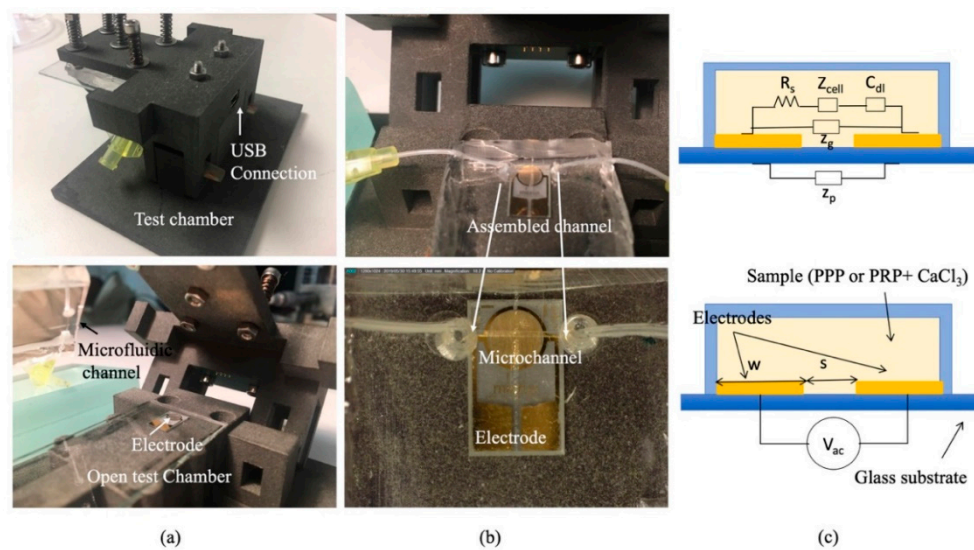 USB
Connection
Test chamber
Microfluidic
channel
Electrode
Open test Chamber
(a)
Assembled channel
Microchannel
Electrode
(b)
Rs
Zcell
Cdl
Zg
Zp
Sample (PPP or PRP+ CaCl3)
Electrodes
W
S
Vac
Glass substrate
(c)